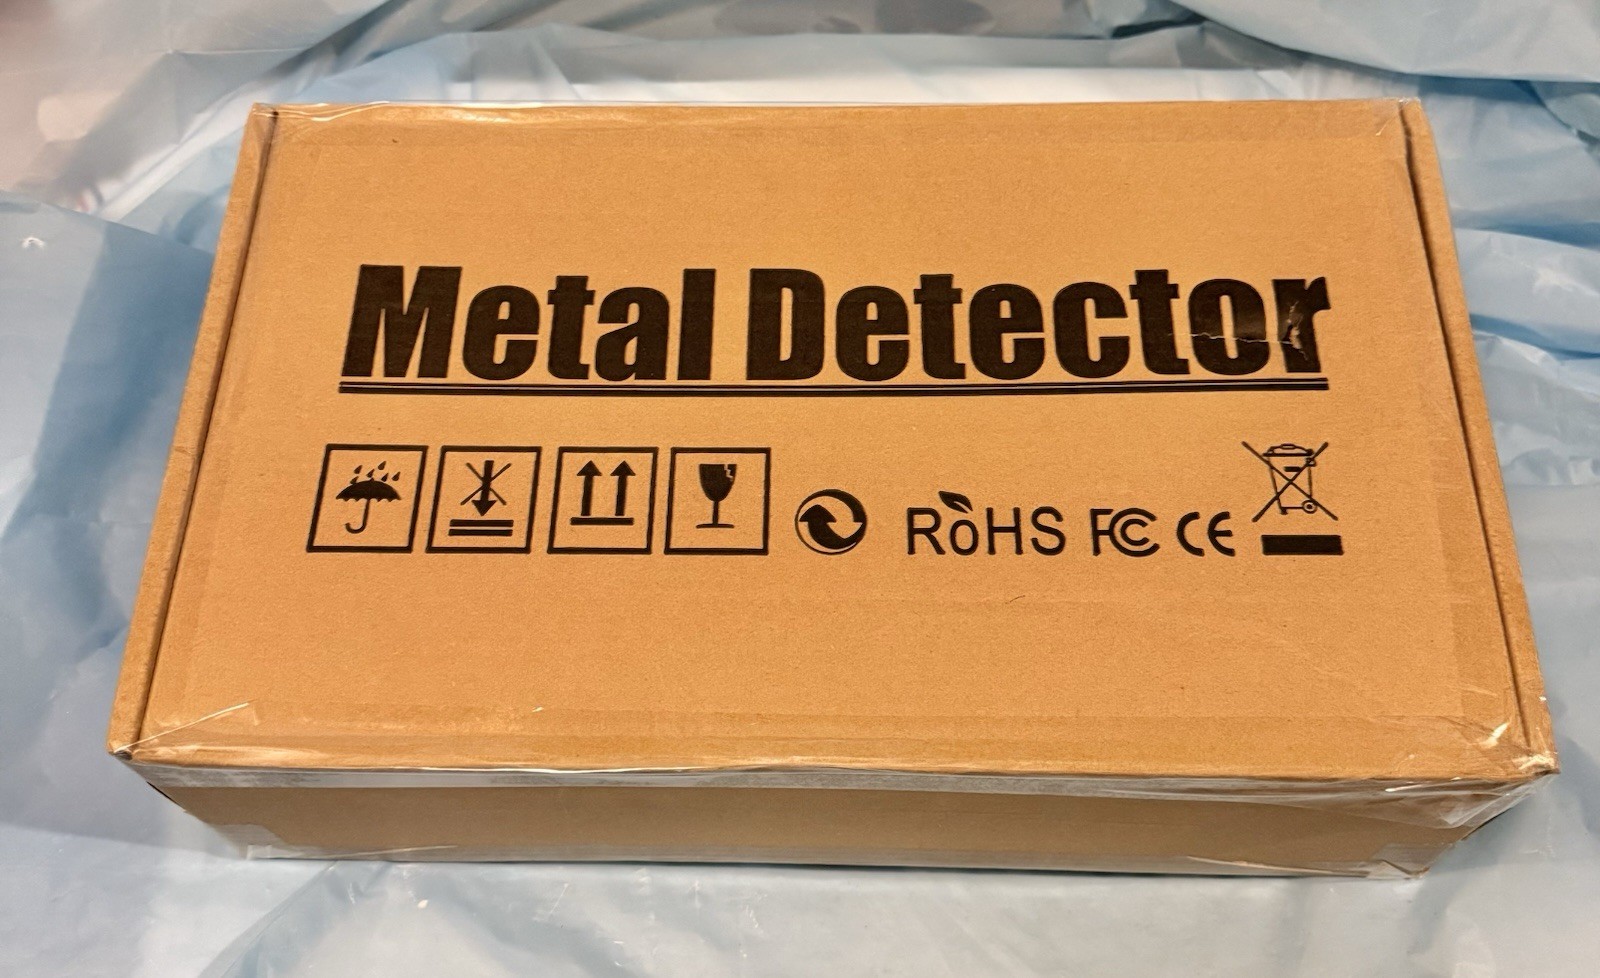 Metal Detector
RoHS FC CE